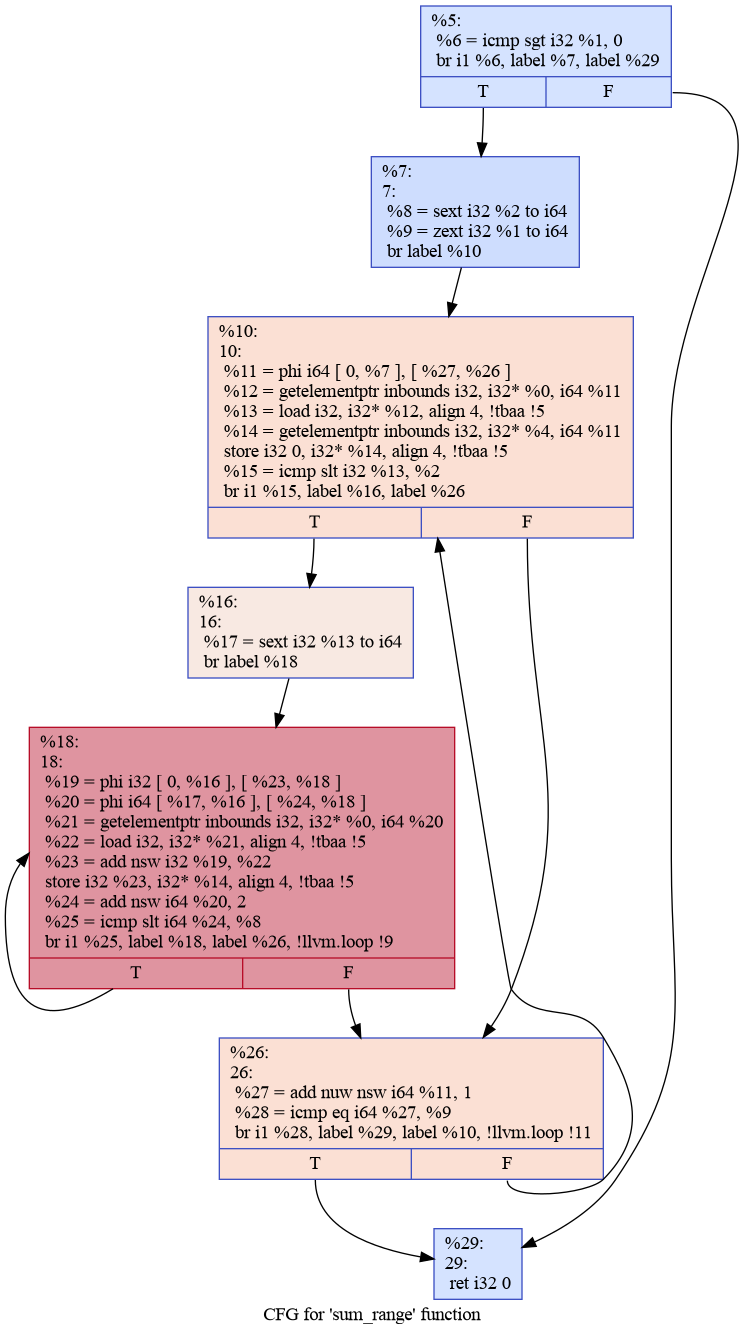 %5:
%6 = icmp sgt i32 %1, 0
br i1 %6, label %7, label %29
T F
%7:
7:
%8 = sext i32 %2 to i64
%9 = zext i32 %1 to i64
br label %10
%10:
10:
%11 = phi i64 [ 0, %7 ], [ %27, %26 ]
%12 = getelementptr inbounds i32, i32* %0, i64 %11
%13 = load i32, i32* %12, align 4, !tbaa !5
%14 = getelementptr inbounds i32, i32* %4, i64 %11
store i32 0, i32* %14, align 4, !tbaa !5
%15 = icmp slt i32 %13, %2
br i1 %15, label %16, label %26
T F
%16:
16:
%17 = sext i32 %13 to i64
br label %18
%18:
18:
%19 = phi i32 [ 0, %16 ], [ %23, %18 ]
%20 = phi i64 [ %17, %16 ], [ %24, %18 ]
%21 = getelementptr inbounds i32, i32* %0, i64 %20
%22 = load i32, i32* %21, align 4, !tbaa !5
%23 = add nsw i32 %19, %22
store i32 %23, i32* %14, align 4, !tbaa !5
%24 = add nsw i64 %20, 2
%25 = icmp slt i64 %24, %8
br i1 %25, label %18, label %26, !llvm.loop !9
T F
%26:
26:
%27 = add nuw nsw i64 %11, 1
%28 = icmp eq i64 %27, %9
br i1 %28, label %29, label %10, !llvm.loop !11
T F
%29:
29:
ret i32 0
CFG for 'sum_range' function